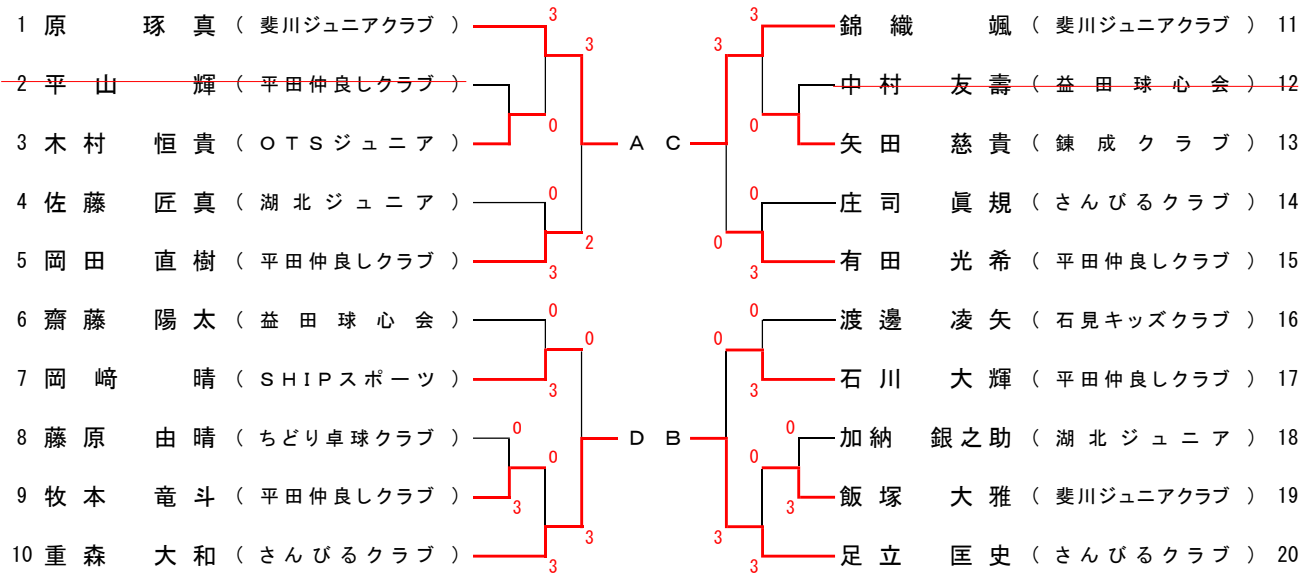 1 原 琢 真 ( 斐川ジュニアクラブ )
2 平 山 輝 ( 平田仲良しクラブ )
3 木 村 恒 貴 ( OTSジュニア )
4 佐 藤 匠 真 ( 湖北ジュニア )
5 岡 田 直 樹 ( 平田仲良しクラブ )
6 齋 藤 陽 太 ( 益田球心会 )
7 岡 﨑 晴 ( SHIPスポーツ )
8 藤 原 由 晴 ( ちどり卓球クラブ )
9 牧 本 竜 斗 ( 平田仲良しクラブ )
10 重 森 大 和 ( さんびるクラブ )
3
3
0
0
2
3
0
0
3
0
0
3
3
3
A C
D B
3
3
0
0
0
3
0
0
3
0
0
3
3
3
錦 織 颯 ( 斐川ジュニアクラブ ) 11
中 村 友 壽 ( 益田球心会 ) 12
矢 田 慈 貴 ( 錬成クラブ ) 13
庄 司 眞 規 ( さんびるクラブ ) 14
有 田 光 希 ( 平田仲良しクラブ ) 15
渡 邊 凌 矢 ( 石見キッズクラブ ) 16
石 川 大 輝 ( 平田仲良しクラブ ) 17
加 納 銀之助 ( 湖北ジュニア ) 18
飯 塚 大 雅 ( 斐川ジュニアクラブ ) 19
足 立 匡 史 ( さんびるクラブ ) 20